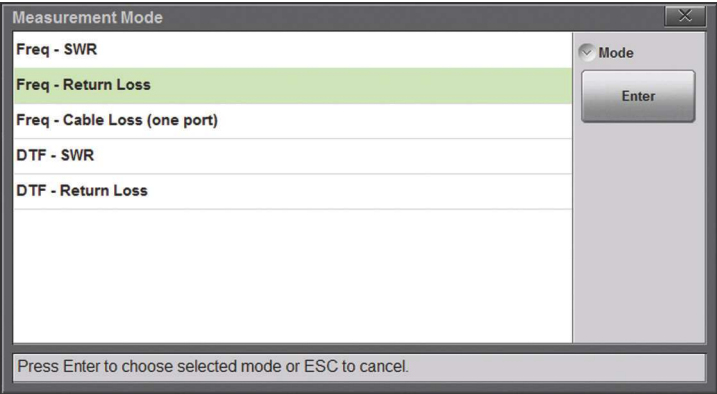 Measurement Mode
Freq - SWR
Freq - Return Loss
Freq - Cable Loss (one port)
DTF - SWR
DTF - Return Loss
Mode
Enter
Press Enter to choose selected mode or ESC to cancel.